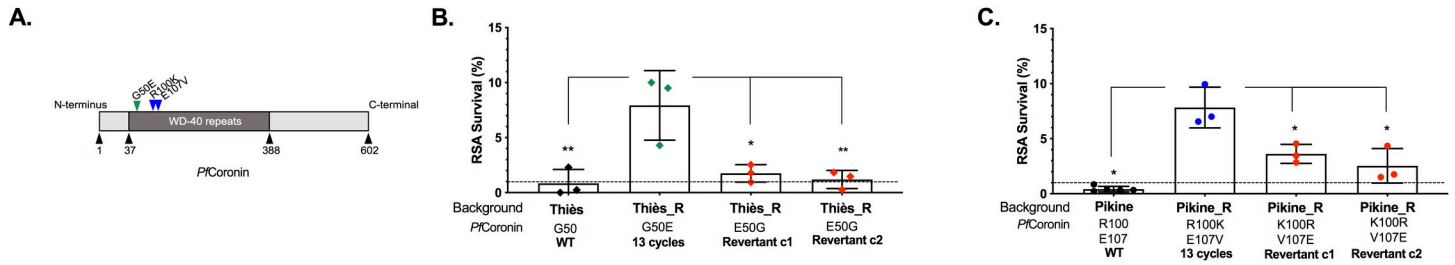 A.
G50E
R100K
E107V
N-terminus
C-terminal
WD-40 repeats
1 37 388 602
PfCoronin
B.
RSA Survival (%)
15
10
5
0
** * **
Background Thiès Thiès_R Thiès_R Thiès_R
PfCoronin G50 G50E E50G E50G
WT 13 cycles Revertant c1 Revertant c2
C.
RSA Survival (%)
15
10
5
0
* * *
Background Pikine Pikine_R Pikine_R Pikine_R
PfCoronin R100 R100K K100R K100R
E107 E107V V107E V107E
WT 13 cycles Revertant c1 Revertant c2